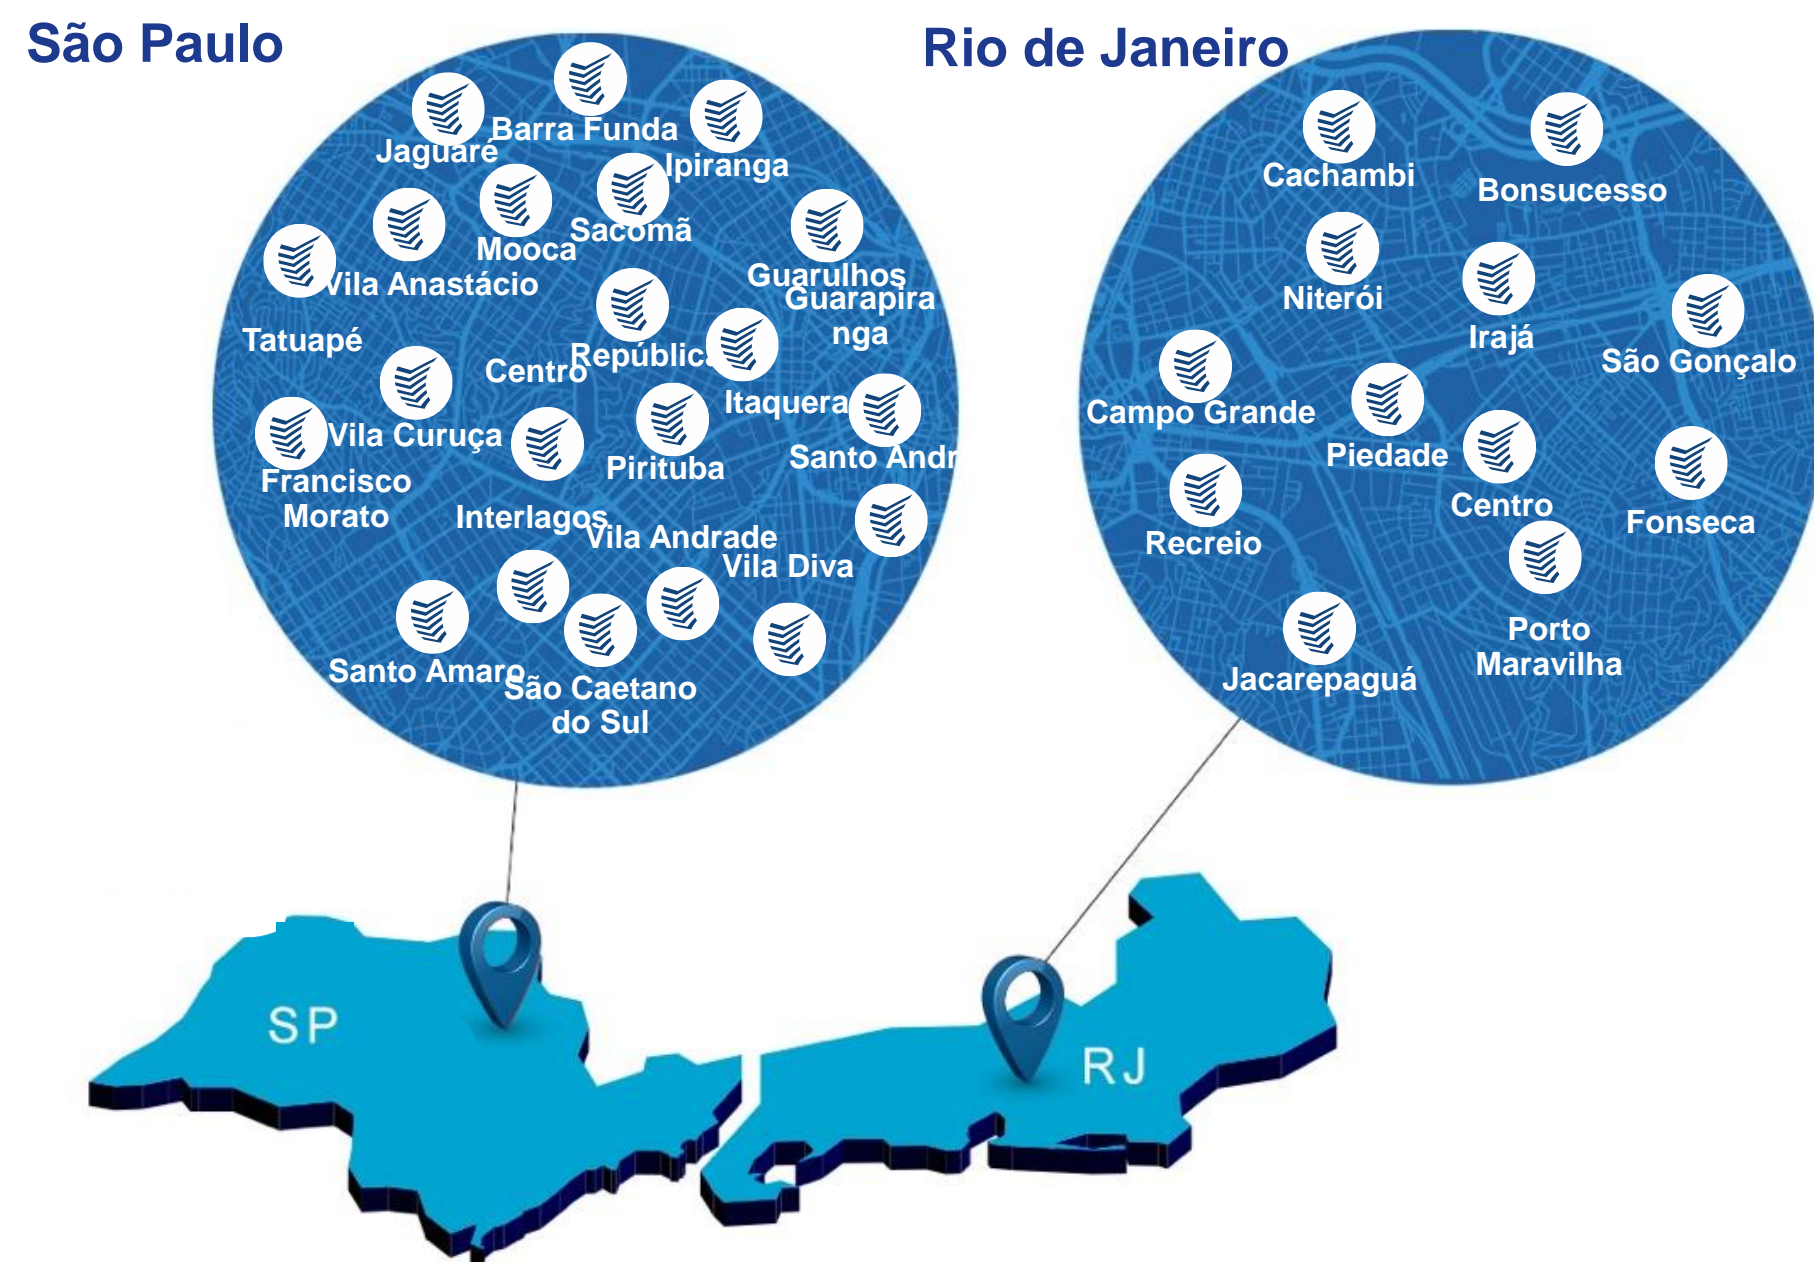 São Paulo
Rio de Janeiro
Barra Funda
Jaguaré
Ipiranga
Sacomã
Mooca
Vila Anastácio
Guarulhos
Guarapira
nga
Tatuapé
República
Centro
Itaquera
Vila Curuça
Pirituba
Santo Andr
Francisco
Morato
Interlagos
Vila Andrade
Vila Diva
Santo Amaro
São Caetano
do Sul
Cachambi
Bonsucesso
Niterói
Irajá
São Gonçalo
Campo Grande
Piedade
Centro
Fonseca
Recreio
Porto
Maravilha
Jacarepaguá
SP
RJ